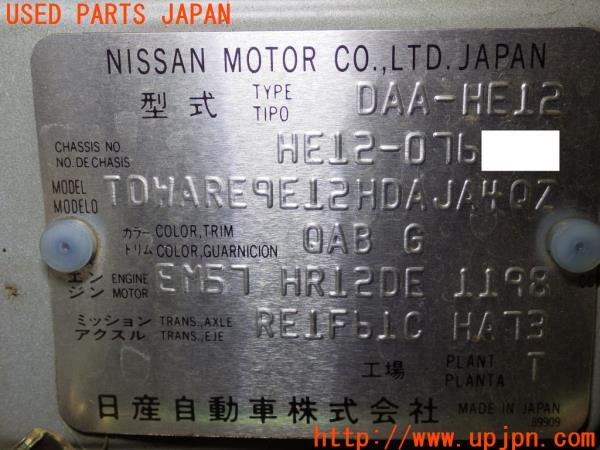 USED PARTS JAPAN
NISSAN MOTOR CO.,LTD.JAPAN
型式 TYPE TIPO DAA-HE12
CHASSIS NO. NO.DE CHASIS HE12-076
MODEL MODELO TDWARE9E12HDAJA4QZ
カラー,トリム COLOR,TRIM COLOR,GUARNICION QAB G
エンジン ENGINE MOTOR EM57 HR12DE 1198
ミッション アクスル TRANS.,AXLE TRANS.,EJE RE1F61C HA73
工場 PLANT PLANTA T
日産自動車株式会社 MADE IN JAPAN
89909
http://www.upjpn.com/